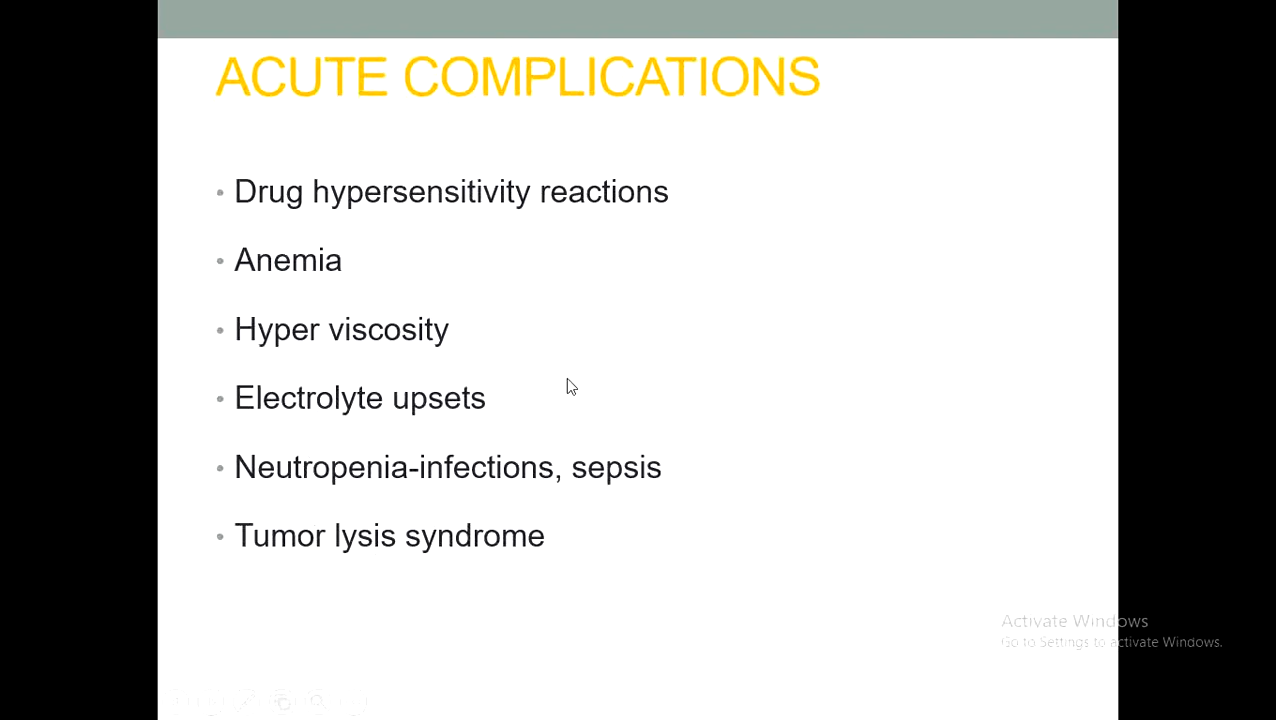 ACUTE COMPLICATIONS
• Drug hypersensitivity reactions
• Anemia
• Hyper viscosity
• Electrolyte upsets
• Neutropenia-infections, sepsis
• Tumor lysis syndrome
Activate Windows
Go to Settings to activate Windows.